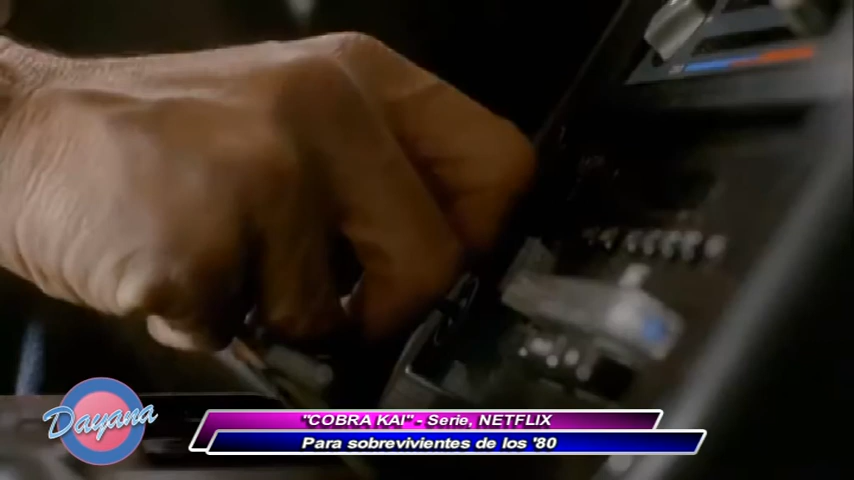 Dayana
"COBRA KAI" - Serie, NETFLIX
Para sobrevivientes de los '80